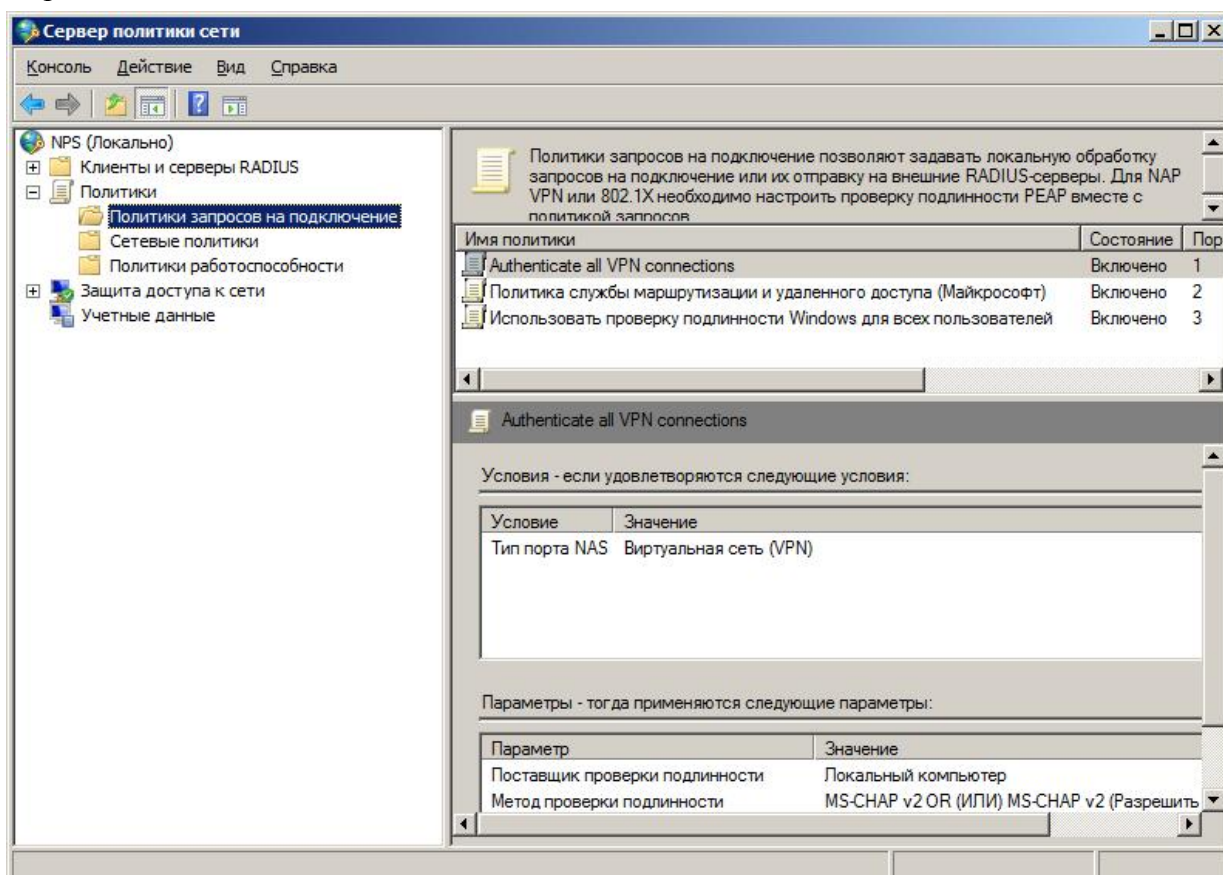 Сервер политики сети
Консоль Действие Вид Справка
NPS (Локально)
Клиенты и серверы RADIUS
Политики
Политики запросов на подключение
Сетевые политики
Политики работоспособности
Защита доступа к сети
Учетные данные
Политики запросов на подключение позволяют задавать локальную обработку
запросов на подключение или их отправку на внешние RADIUS-серверы. Для NAP
VPN или 802.1X необходимо настроить проверку подлинности PEAP вместе с
политикой запросов
Имя политики Состояние Пор
Authenticate all VPN connections Включено 1
Политика службы маршрутизации и удаленного доступа (Майкрософт) Включено 2
Использовать проверку подлинности Windows для всех пользователей Включено 3
Authenticate all VPN connections
Условия - если удовлетворяются следующие условия:
Условие Значение
Тип порта NAS Виртуальная сеть (VPN)
Параметры - тогда применяются следующие параметры:
Параметр Значение
Поставщик проверки подлинности Локальный компьютер
Метод проверки подлинности MS-CHAP v2 OR (ИЛИ) MS-CHAP v2 (Разрешить